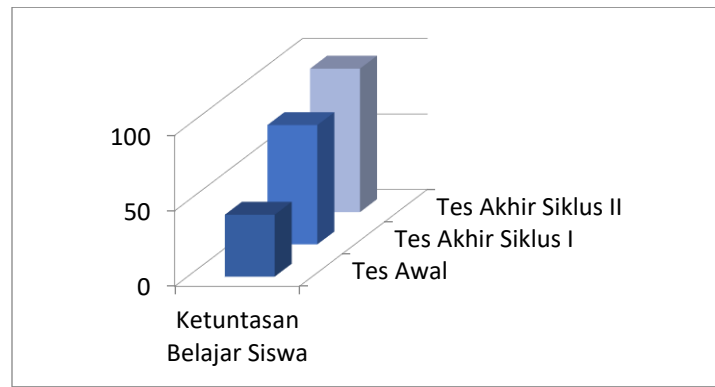 100
50
0
Tes Akhir Siklus II
Tes Akhir Siklus I
Tes Awal
Ketuntasan
Belajar Siswa